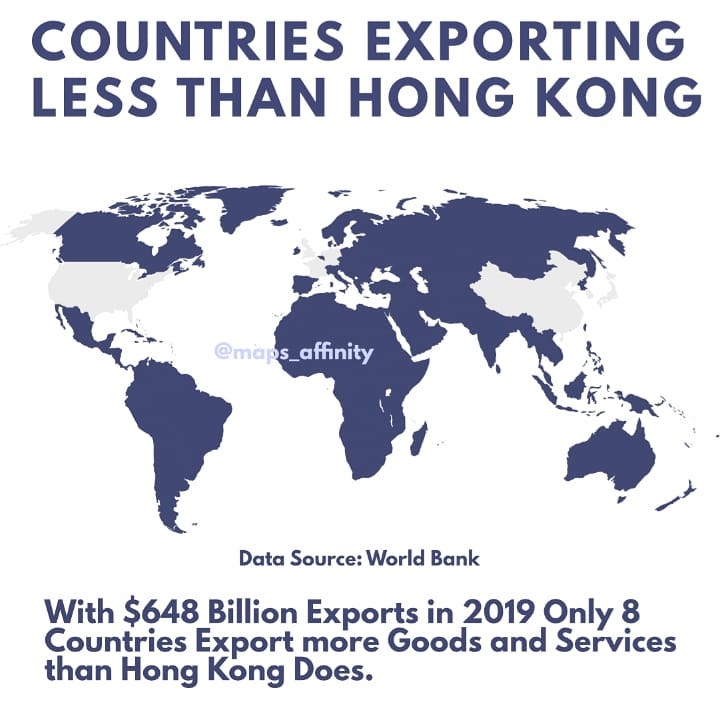 COUNTRIES EXPORTING
LESS THAN HONG KONG
@maps_affinity
Data Source: World Bank
With $648 Billion Exports in 2019 Only 8
Countries Export more Goods and Services
than Hong Kong Does.